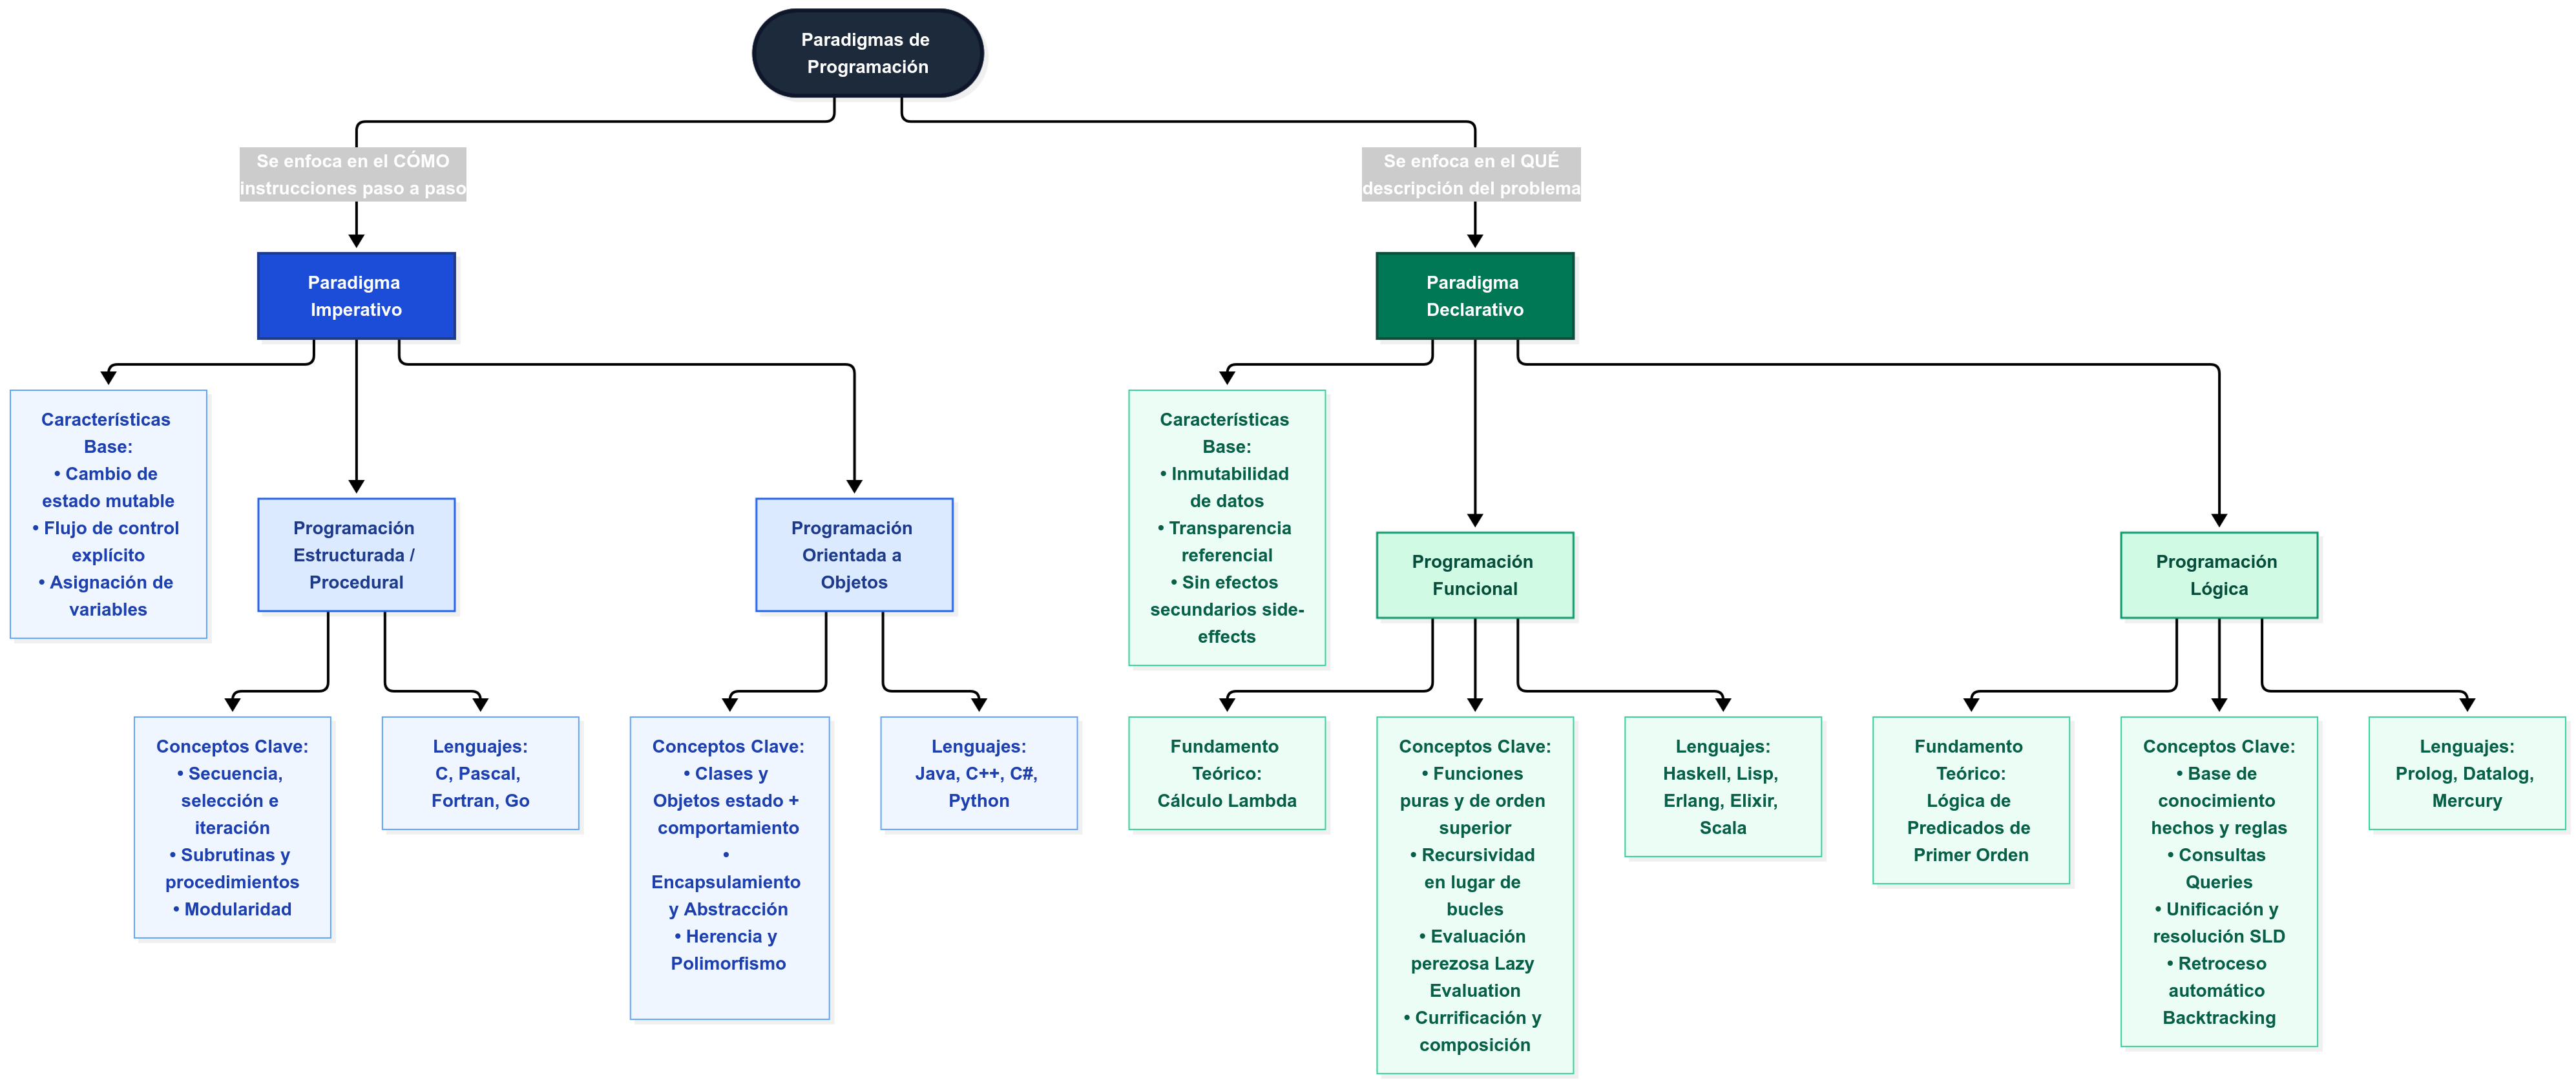 Paradigmas de
Programación
Se enfoca en el CÓMO
instrucciones paso a paso
Se enfoca en el QUÉ
descripción del problema
Paradigma
Imperativo
Paradigma
Declarativo
Características
Base:
• Cambio de
estado mutable
• Flujo de control
explícito
• Asignación de
variables
Programación
Estructurada /
Procedural
Programación
Orientada a
Objetos
Características
Base:
• Inmutabilidad
de datos
• Transparencia
referencial
• Sin efectos
secundarios side-
effects
Programación
Funcional
Programación
Lógica
Conceptos Clave:
• Secuencia,
selección e
iteración
• Subrutinas y
procedimientos
• Modularidad
Lenguajes:
C, Pascal,
Fortran, Go
Conceptos Clave:
• Clases y
Objetos estado +
comportamiento
•
Encapsulamiento
y Abstracción
• Herencia y
Polimorfismo
Lenguajes:
Java, C++, C#,
Python
Fundamento
Teórico:
Cálculo Lambda
Conceptos Clave:
• Funciones
puras y de orden
superior
• Recursividad
en lugar de
bucles
• Evaluación
perezosa Lazy
Evaluation
• Currificación y
composición
Lenguajes:
Haskell, Lisp,
Erlang, Elixir,
Scala
Fundamento
Teórico:
Lógica de
Predicados de
Primer Orden
Conceptos Clave:
• Base de
conocimiento
hechos y reglas
• Consultas
Queries
• Unificación y
resolución SLD
• Retroceso
automático
Backtracking
Lenguajes:
Prolog, Datalog,
Mercury